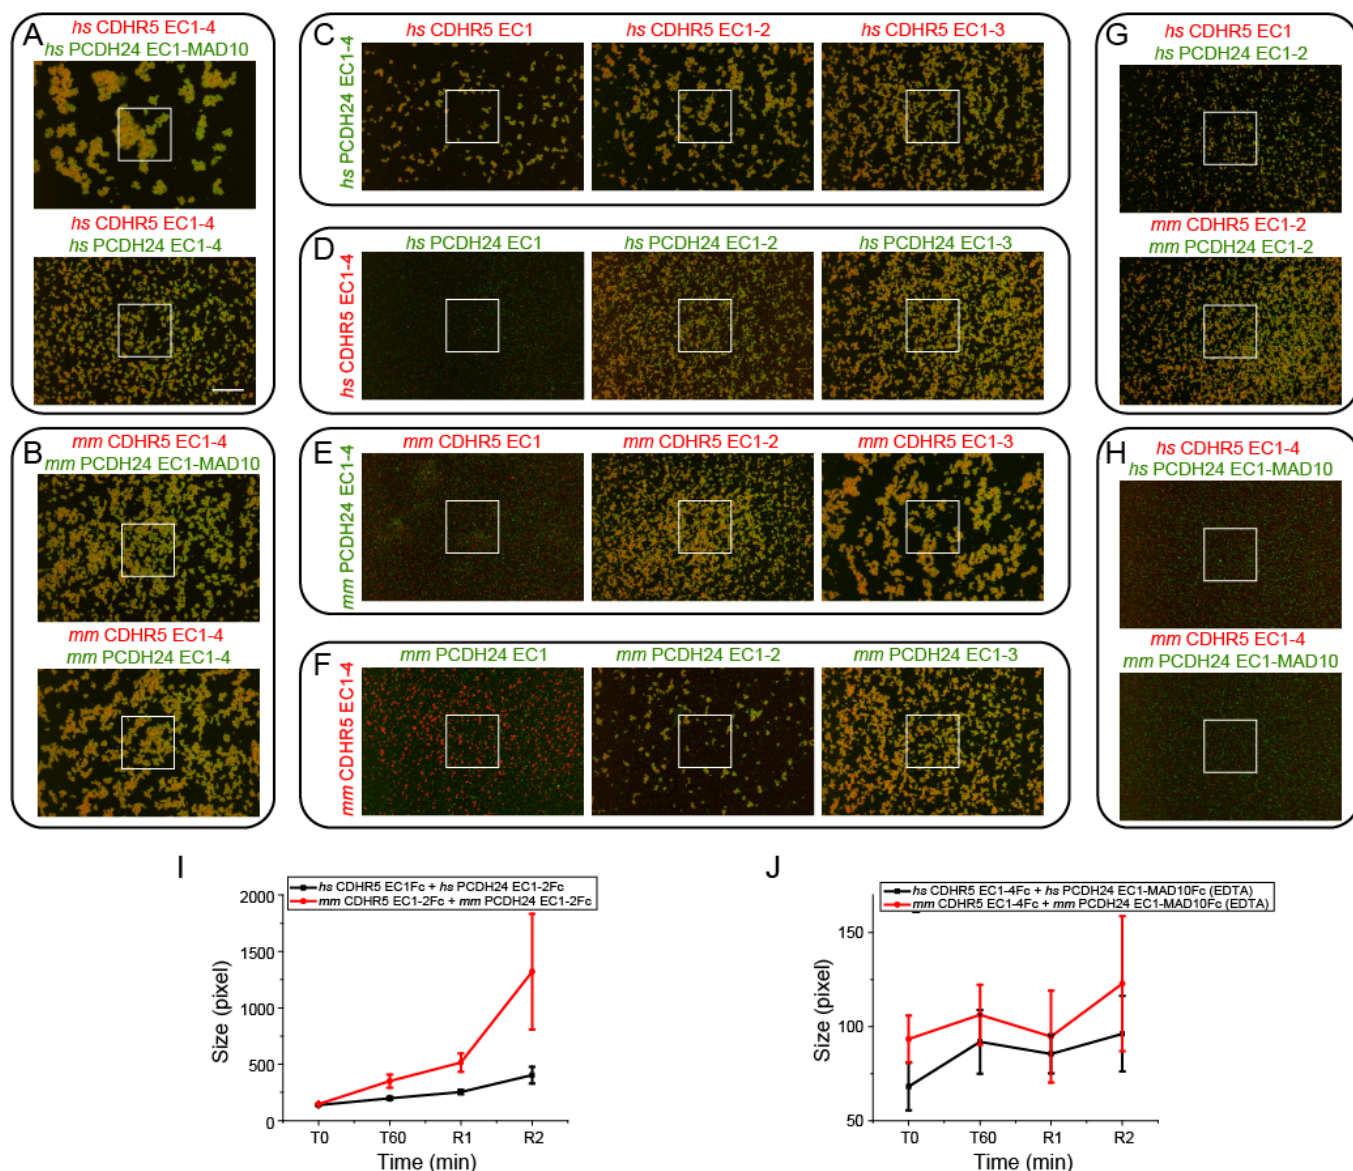 A
hs CDHR5 EC1-4
hs PCDH24 EC1-MAD10
hs CDHR5 EC1-4
hs PCDH24 EC1-4
B
mm CDHR5 EC1-4
mm PCDH24 EC1-MAD10
mm CDHR5 EC1-4
mm PCDH24 EC1-4
C
hs PCDH24 EC1-4
hs CDHR5 EC1
hs CDHR5 EC1-2
hs CDHR5 EC1-3
D
hs CDHR5 EC1-4
hs PCDH24 EC1
hs PCDH24 EC1-2
hs PCDH24 EC1-3
E
mm PCDH24 EC1-4
mm CDHR5 EC1
mm CDHR5 EC1-2
mm CDHR5 EC1-3
F
mm CDHR5 EC1-4
mm PCDH24 EC1
mm PCDH24 EC1-2
mm PCDH24 EC1-3
G
hs CDHR5 EC1
hs PCDH24 EC1-2
mm CDHR5 EC1-2
mm PCDH24 EC1-2
H
hs CDHR5 EC1-4
hs PCDH24 EC1-MAD10
mm CDHR5 EC1-4
mm PCDH24 EC1-MAD10
I
hs CDHR5 EC1Fc + hs PCDH24 EC1-2Fc
mm CDHR5 EC1-2Fc + mm PCDH24 EC1-2Fc
Size (pixel)
2000
1500
1000
500
0
T0 T60 R1 R2
Time (min)
J
hs CDHR5 EC1-4Fc + hs PCDH24 EC1-MAD10Fc (EDTA)
mm CDHR5 EC1-4Fc + mm PCDH24 EC1-MAD10Fc (EDTA)
Size (pixel)
150
100
50
T0 T60 R1 R2
Time (min)